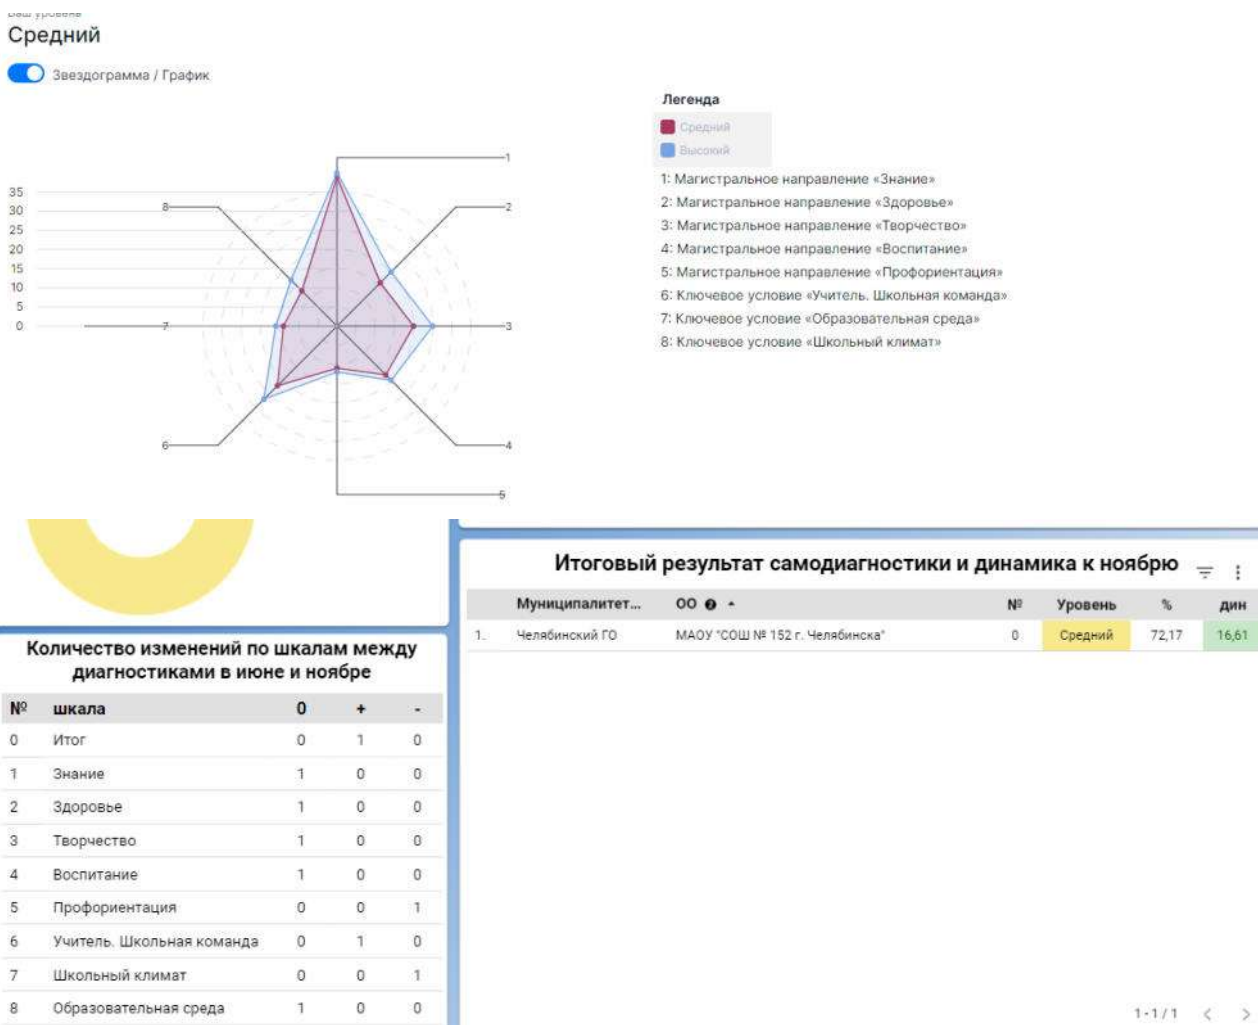 Ваш уровень
Средний
Звездограмма / График
35
30
25
20
15
10
5
0
1
2
3
4
5
6
7
8
Легенда
Средний
Высокий
1: Магистральное направление «Знание»
2: Магистральное направление «Здоровье»
3: Магистральное направление «Творчество»
4: Магистральное направление «Воспитание»
5: Магистральное направление «Профориентация»
6: Ключевое условие «Учитель. Школьная команда»
7: Ключевое условие «Образовательная среда»
8: Ключевое условие «Школьный климат»
Количество изменений по шкалам между
диагностиками в июне и ноябре
№ шкала 0 + -
0 Итог 0 1 0
1 Знание 1 0 0
2 Здоровье 1 0 0
3 Творчество 1 0 0
4 Воспитание 1 0 0
5 Профориентация 0 0 1
6 Учитель. Школьная команда 0 1 0
7 Школьный климат 0 0 1
8 Образовательная среда 1 0 0
Итоговый результат самодиагностики и динамика к ноябрю
Муниципалитет... ОО № Уровень % дин
1. Челябинский ГО МАОУ "СОШ № 152 г. Челябинска" 0 Средний 72,17 16,61
1-1/1 < >